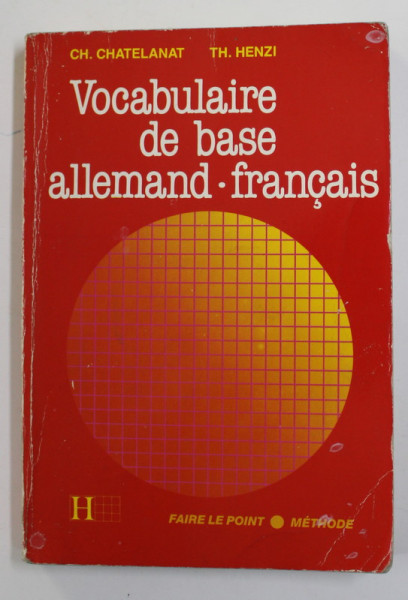 CH. CHATELANAT TH. HENZI
Vocabulaire
de base
allemand • français
H
FAIRE LE POINT ● MÉTHODE